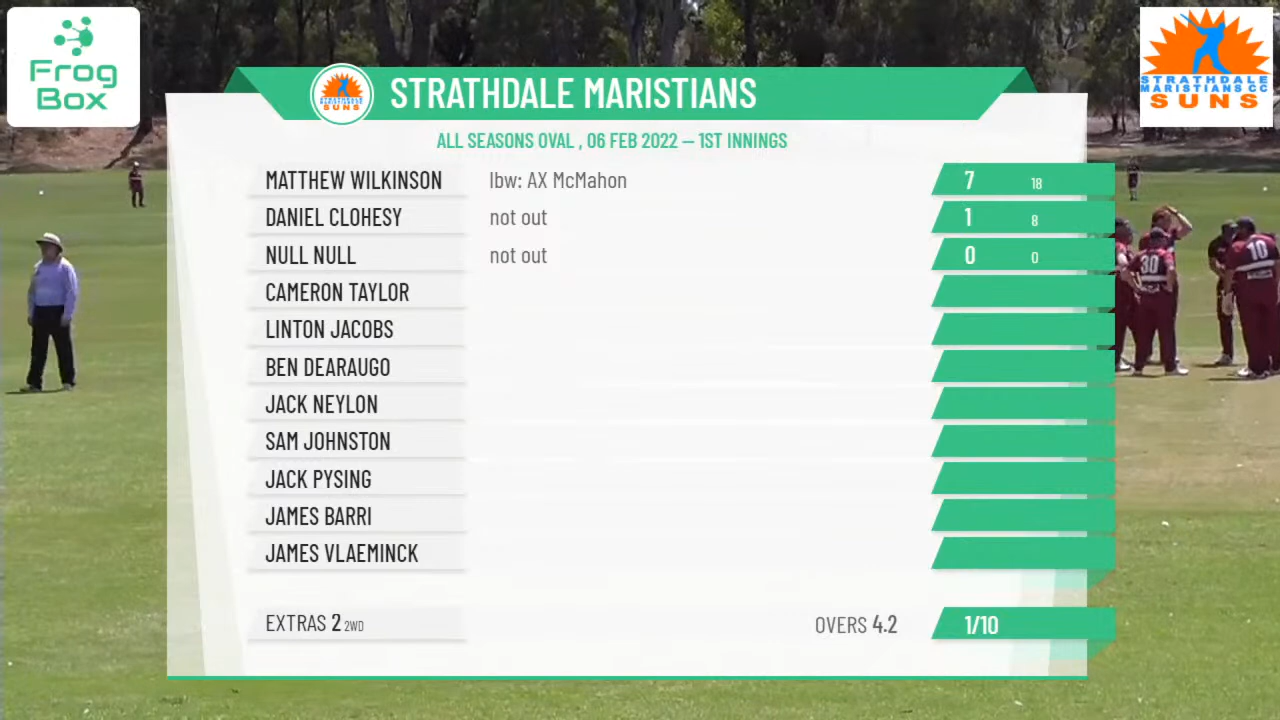 Frog
Box
STRATHDALE
MARISTIANS CC
SUNS
STRATHDALE MARISTIANS
SUNS
ALL SEASONS OVAL , 06 FEB 2022 – 1ST INNINGS
MATTHEW WILKINSON lbw: AX McMahon 7 18
DANIEL CLOHESY not out 1 8
NULL NULL not out 0 0
CAMERON TAYLOR
LINTON JACOBS
BEN DEARAUGO
JACK NEYLON
SAM JOHNSTON
JACK PYSING
JAMES BARRI
JAMES VLAEMINCK
EXTRAS 2 2WD OVERS 4.2 1/10
30
10